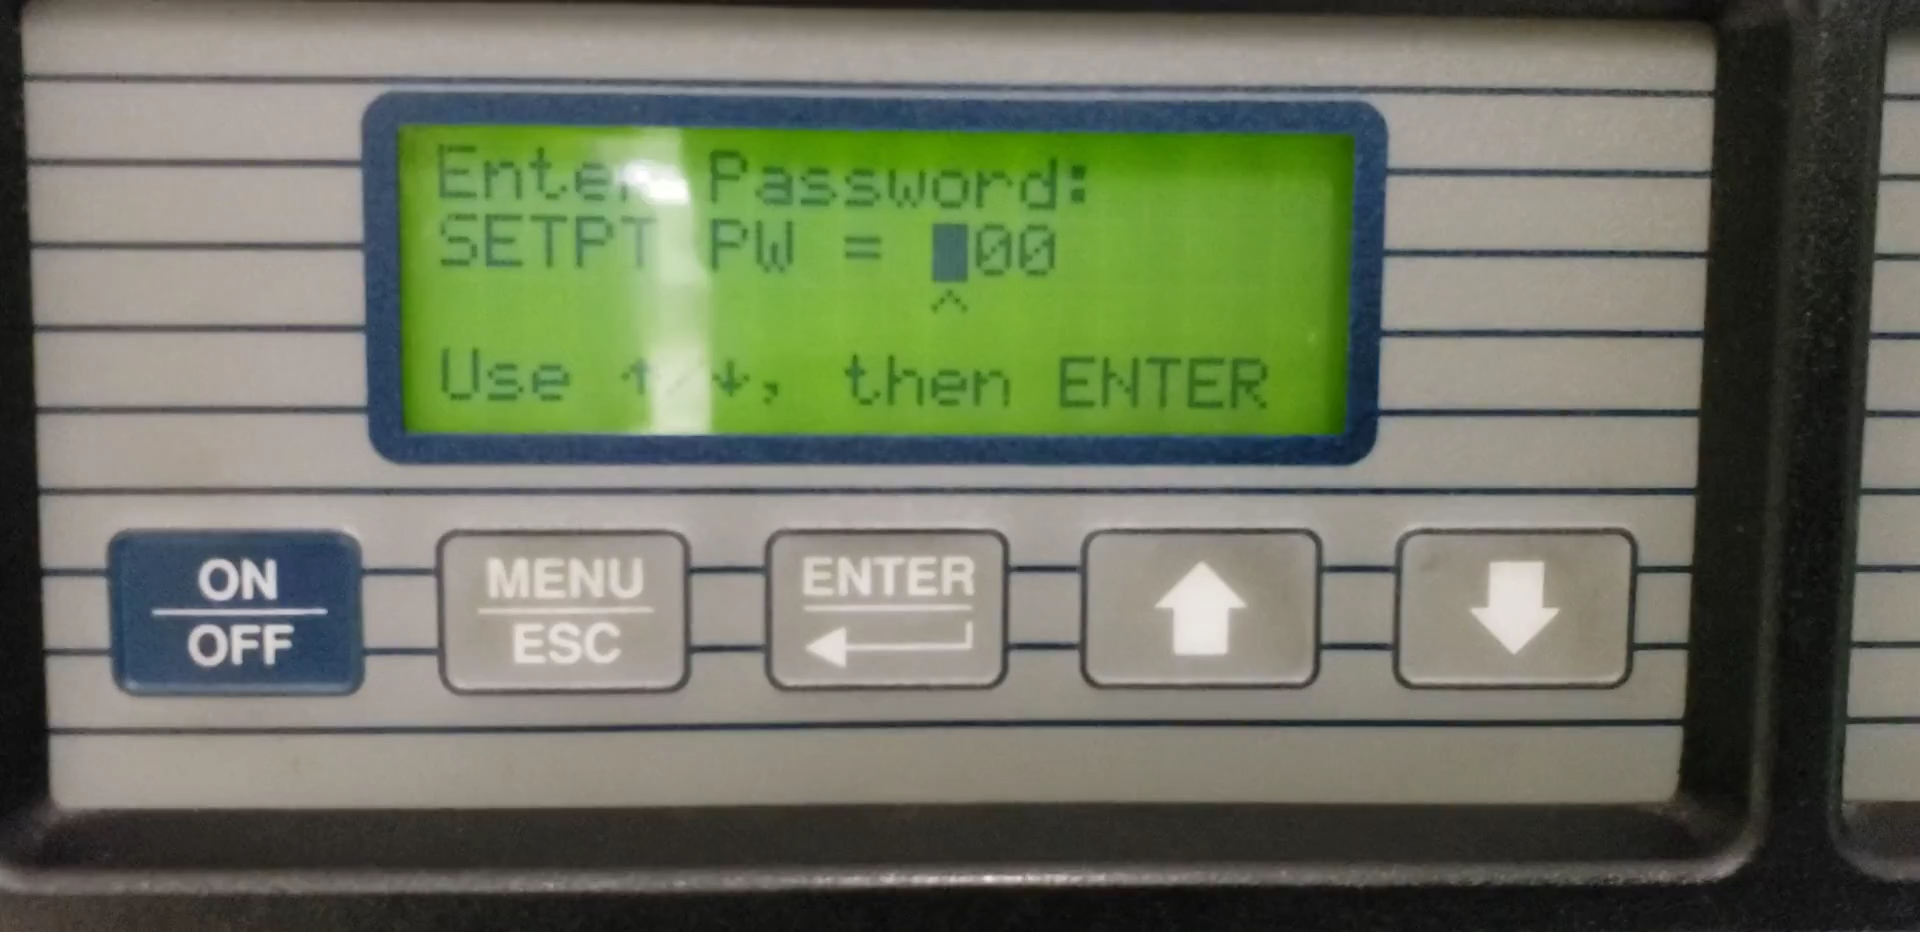 Enter Password:
SETPT PW = 00
^
Use ↑/↓, then ENTER
ON
OFF
MENU
ESC
ENTER